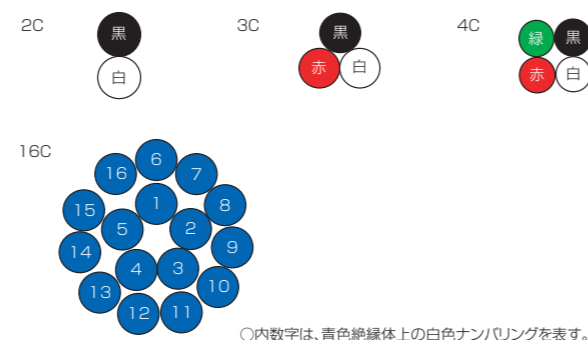 2C
黒
白
3C
黒
赤 白
4C
緑 黒
赤 白
16C
6
16 7
1
15 8
5 2
14 9
4 3
13 10
12 11
○内数字は、青色絶縁体上の白色ナンバリングを表す。